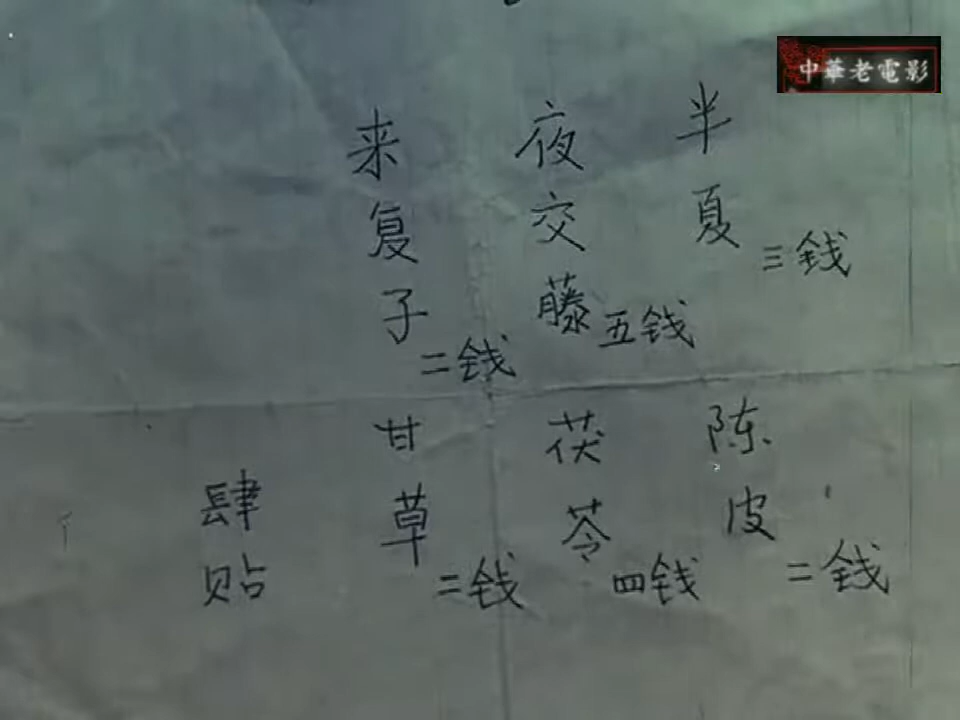 中華老電影
半夏 三钱
陈皮 二钱
夜交藤 五钱
茯苓 四钱
来复子 二钱
甘草 二钱
肆贴